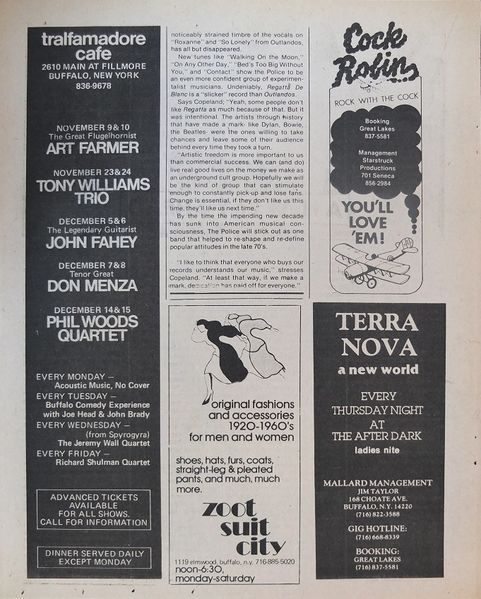 tralfamadore
cafe
2610 MAIN AT FILLMORE
BUFFALO, NEW YORK
836-9678
NOVEMBER 9 & 10
The Great Flugelhornist
ART FARMER
NOVEMBER 23 & 24
TONY WILLIAMS
TRIO
DECEMBER 5 & 6
The Legendary Guitarist
JOHN FAHEY
DECEMBER 7 & 8
Tenor Great
DON MENZA
DECEMBER 14 & 15
PHIL WOODS
QUARTET
EVERY MONDAY —
Acoustic Music, No Cover
EVERY TUESDAY —
Buffalo Comedy Experience
with Joe Head & John Brady
EVERY WEDNESDAY —
(from Spyrogyra)
The Jeremy Wall Quartet
EVERY FRIDAY —
Richard Shulman Quartet
ADVANCED TICKETS
AVAILABLE
FOR ALL SHOWS.
CALL FOR INFORMATION
DINNER SERVED DAILY
EXCEPT MONDAY
noticeably strained timbre of the vocals on
"Roxanne" and "So Lonely" from Outlandos,
has all but disappeared.
New tunes like "Walking On the Moon,"
"On Any Other Day," "Bed's Too Big Without
You," and "Contact" show the Police to be
an even more confident group of experimen-
talist musicians. Undeniably, Regatta De
Blanc is a "slicker" record than Outlandos.
Says Copeland; "Yeah, some people don't
like Regatta as much because of that. But it
was intentional. The artists through history
that have made a mark like Dylan, Bowie,
the Beatles were the ones willing to take
chances and leave some of their audience
behind every time they took a turn.
"Artistic freedom is more important to us
than commercial success. We can (and do)
live real good lives on the money we make as
an underground cult group. Hopefully we will
be the kind of group that can stimulate
enough to constantly pick-up and lose fans.
Change is essential, if they don't like us this
time, they'll like us next time."
By the time the impending new decade
has sunk into American musical con-
sciousness, The Police will stick out as one
band that helped to re-shape and re-define
popular attitudes in the late 70's.
"I like to think that everyone who buys our
records understands our music," stresses
Copeland. "At least that way, if we make a
mark, dedication has paid off for everyone."
Cock
Robin
ROCK WITH THE COCK
Booking
Great Lakes
837-5581
Management
Starstruck
Productions
701 Seneca
856-2984
YOU'LL
LOVE
'EM!
original fashions
and accessories
1920-1960's
for men and women
shoes, hats, furs, coats,
straight-leg & pleated
pants, and much, much
more.
zoot
suit
city
1119 elmwood, buffalo, n.y. 716-885-5020
noon-6:30,
monday-saturday
TERRA
NOVA
a new world
EVERY
THURSDAY NIGHT
AT
THE AFTER DARK
ladies nite
MALLARD MANAGEMENT
JIM TAYLOR
168 CHOATE AVE.
BUFFALO, N.Y. 14220
(716) 822-3588
GIG HOTLINE:
(716) 668-8339
BOOKING:
GREAT LAKES
(716) 837-5581